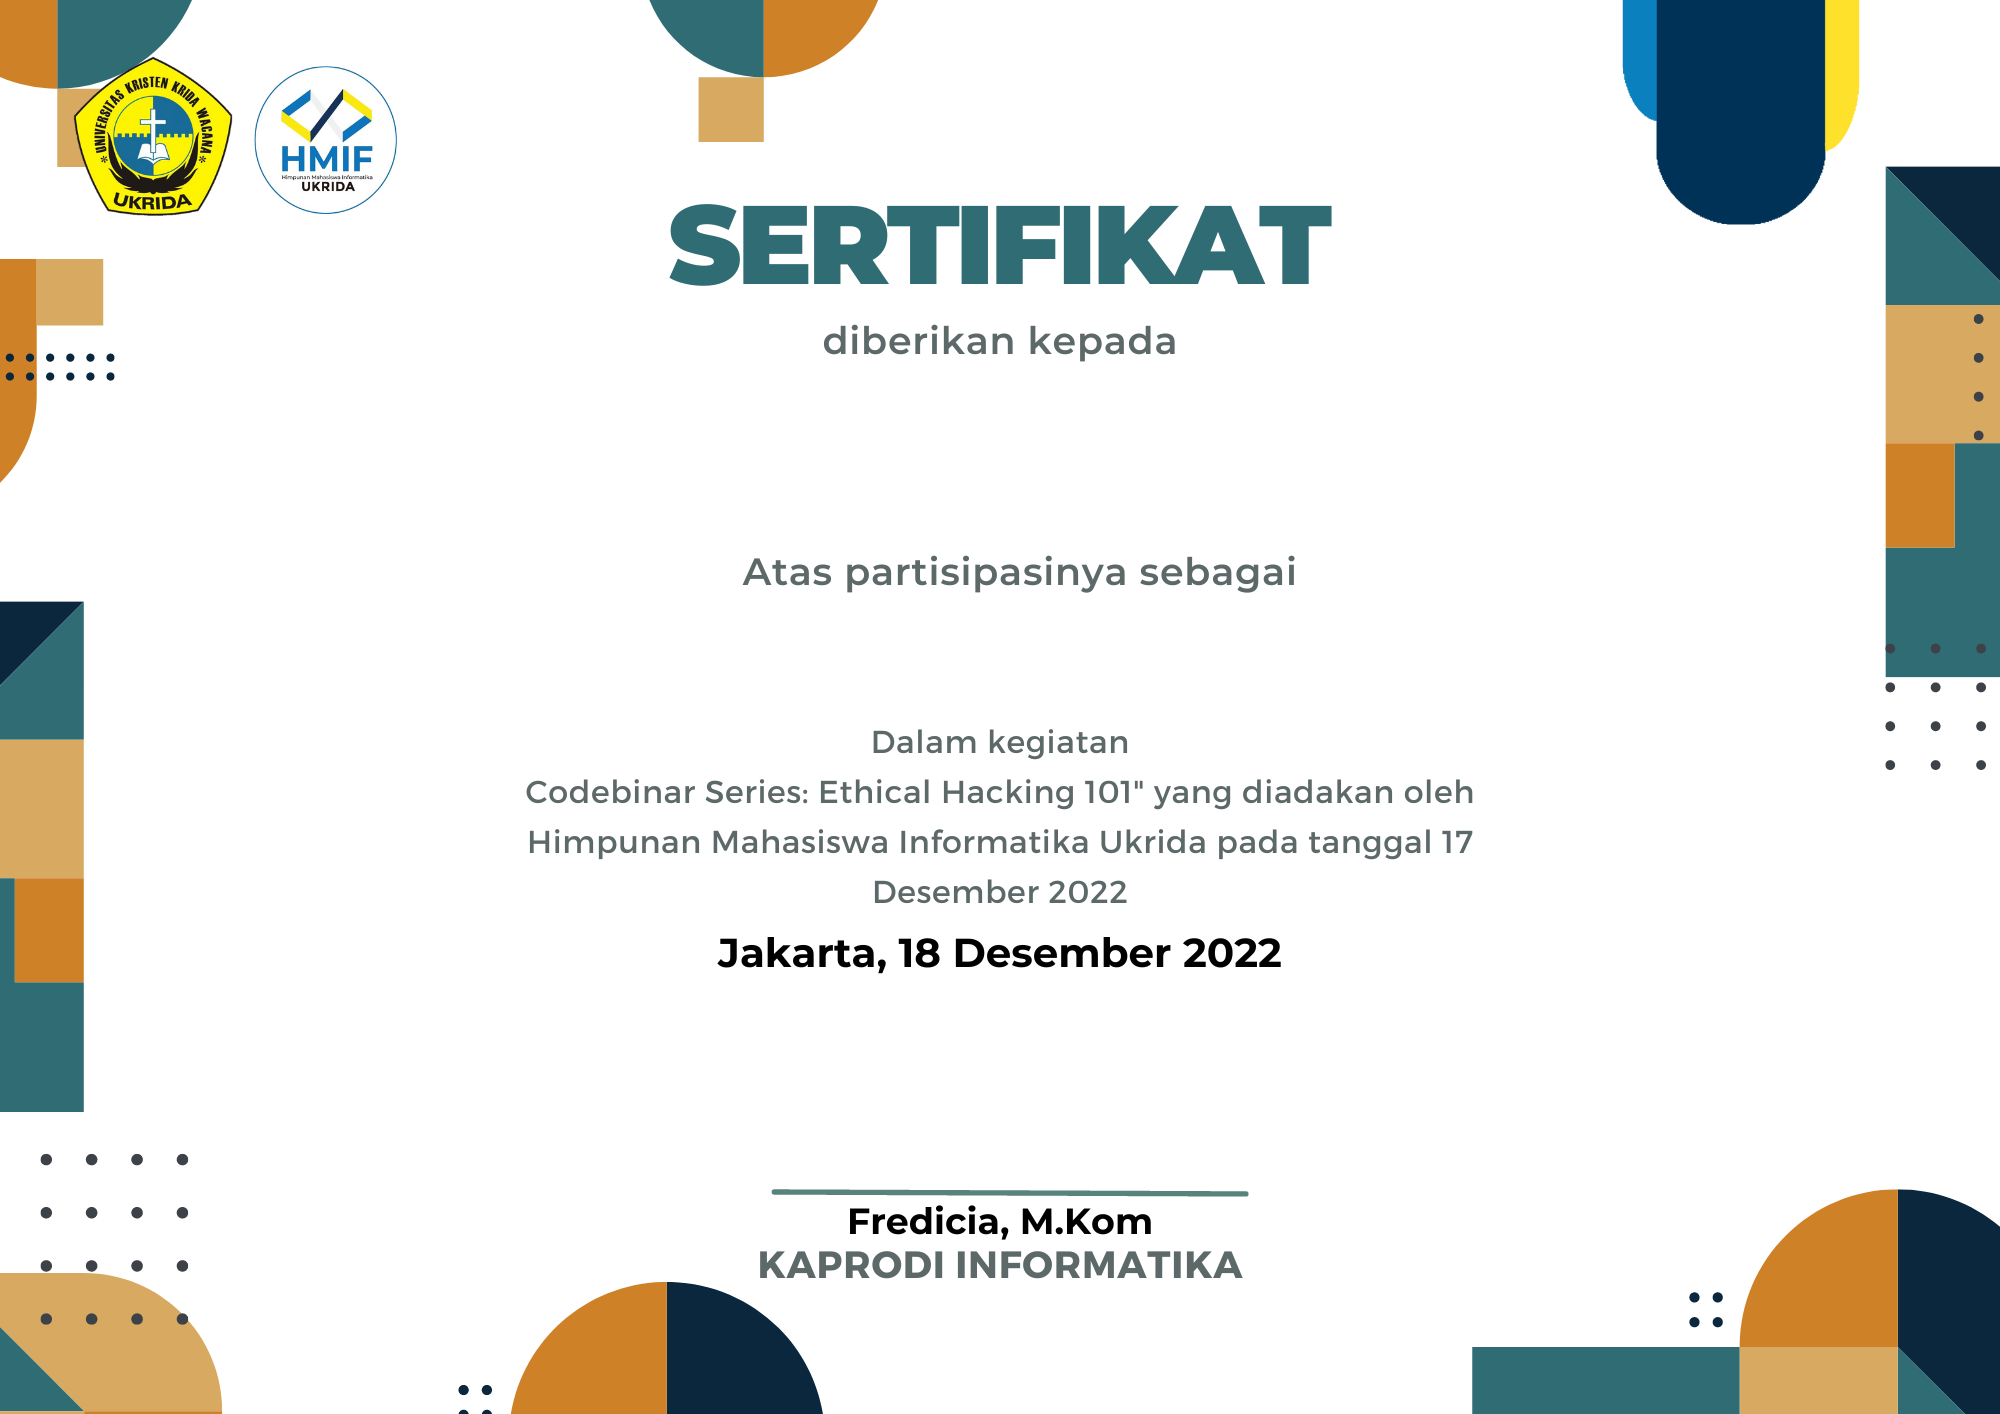 UNIVERSITAS KRISTEN KRIDA WACANA
UKRIDA
HMIF
Himpunan Mahasiswa Informatika
UKRIDA
SERTIFIKAT
diberikan kepada
Atas partisipasinya sebagai
Dalam kegiatan
Codebinar Series: Ethical Hacking 101" yang diadakan oleh
Himpunan Mahasiswa Informatika Ukrida pada tanggal 17
Desember 2022
Jakarta, 18 Desember 2022
Fredicia, M.Kom
KAPRODI INFORMATIKA